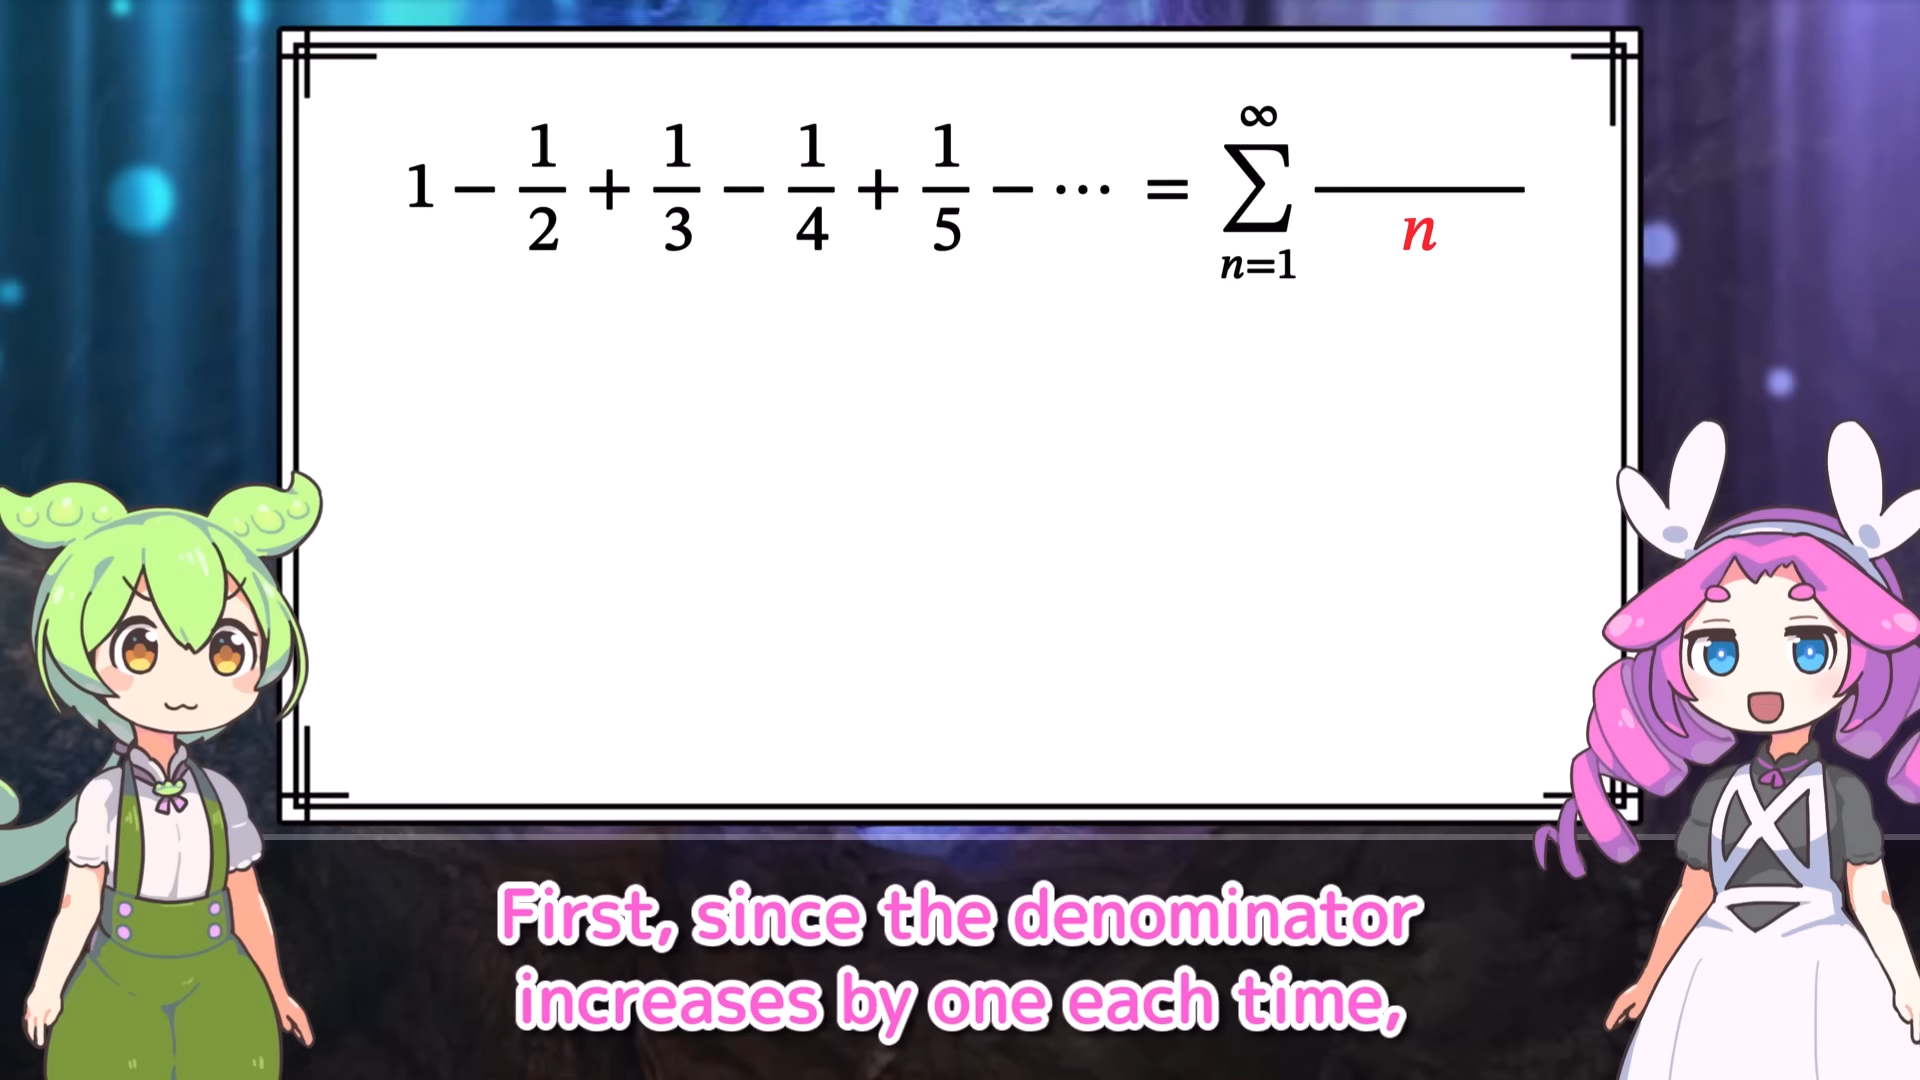 1 − 1/2 + 1/3 − 1/4 + 1/5 − ⋯ = ∞∑n=1 —/n
First, since the denominator
increases by one each time,